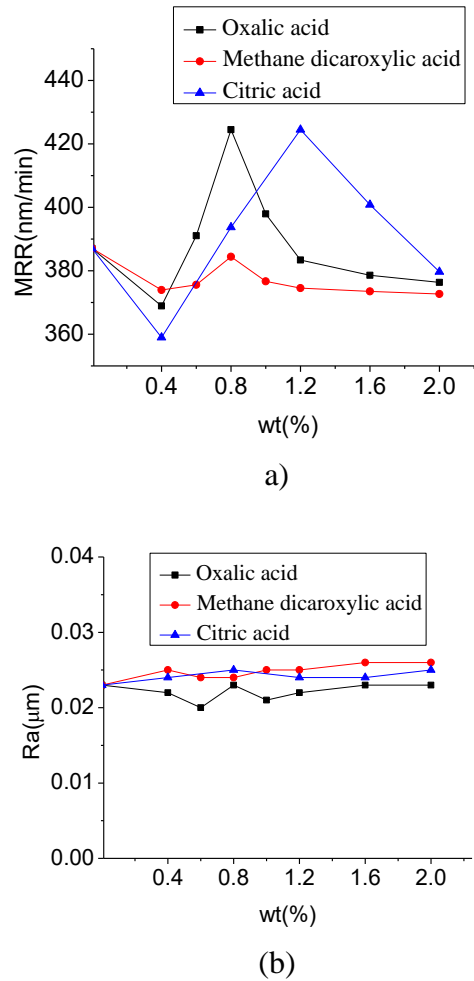 Oxalic acid
Methane dicaroxylic acid
Citric acid
440
420
400
380
360
MRR(nm/min)
0.4 0.8 1.2 1.6 2.0
wt(%)
a)
Oxalic acid
Methane dicaroxylic acid
Citric acid
0.04
0.03
0.02
0.01
0.00
Ra(μm)
0.4 0.8 1.2 1.6 2.0
wt(%)
(b)